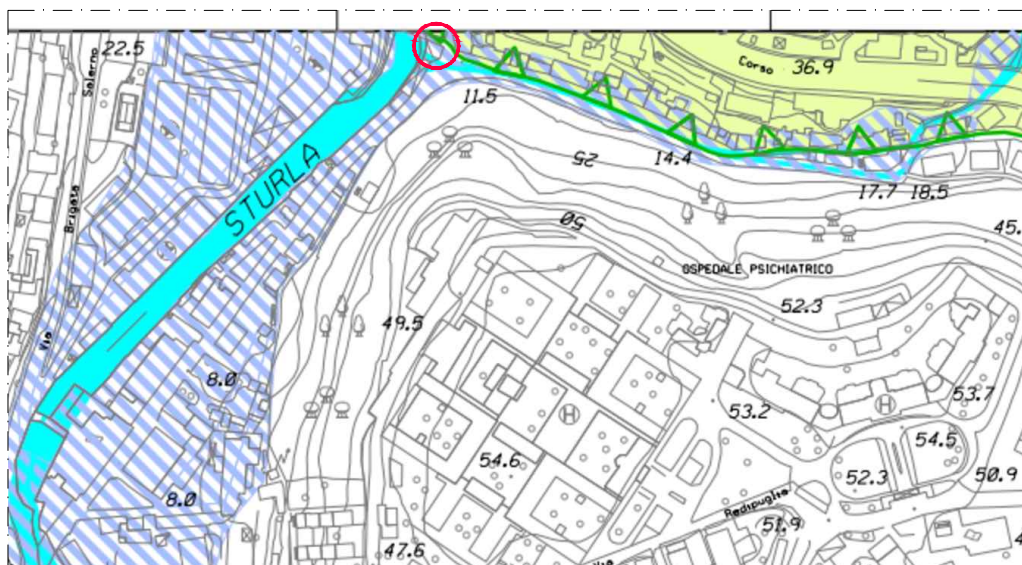 22.5
Salerno
Brigata
Via
STURLA
11.5
Corso 36.9
25
14.4
17.7 18.5
45.
50
OSPEDALE PSICHIATRICO
52.3
49.5
8.0
53.7
53.2
H
H
54.5
54.6
52.3
50.9
8.0
Redipuglia
51.9
47.6
Via
4